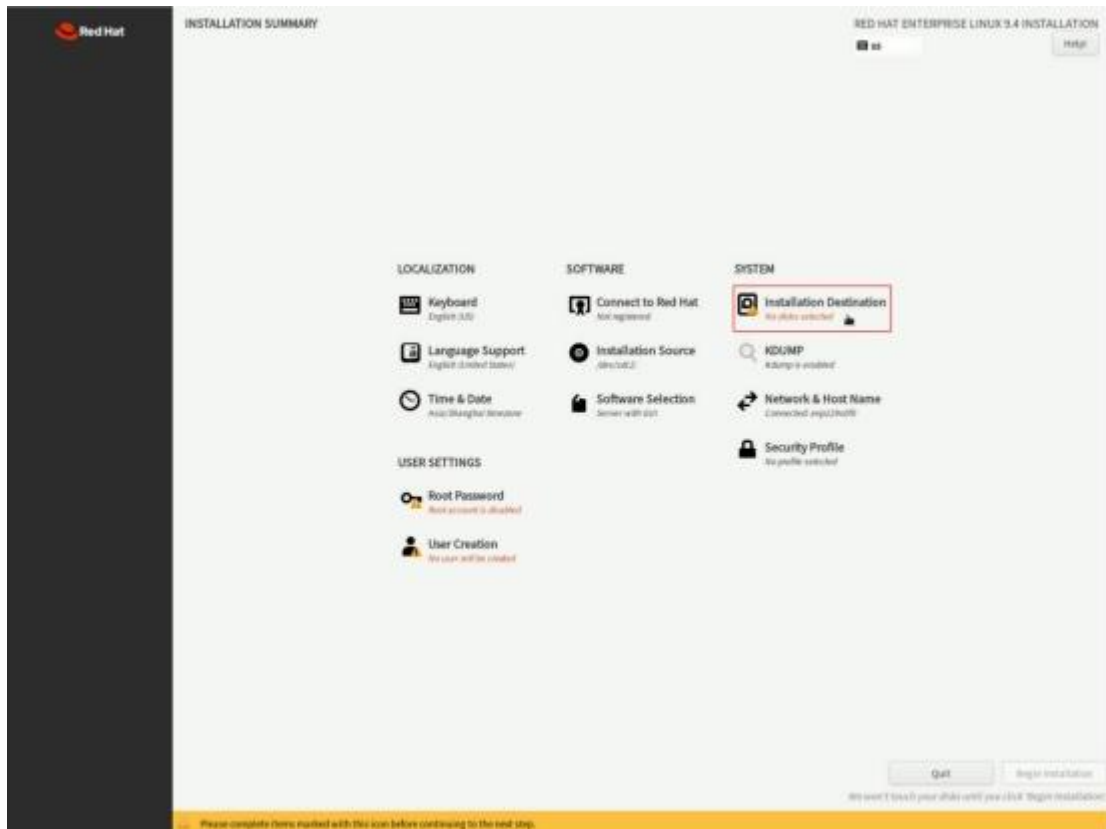 Red Hat
INSTALLATION SUMMARY
RED HAT ENTERPRISE LINUX 9.4 INSTALLATION
us
Help!
LOCALIZATION
Keyboard
English (US)
Language Support
English (United States)
Time & Date
Asia/Shanghai timezone
SOFTWARE
Connect to Red Hat
Not registered
Installation Source
Software Selection
Server with GUI
SYSTEM
Installation Destination
No disks selected
KDUMP
Kdump is enabled
Network & Host Name
Connected:
Security Profile
No profile selected
USER SETTINGS
Root Password
Root account is disabled
User Creation
No user will be created
Quit
Begin Installation
We won't touch your disks until you click 'Begin Installation'.
Please complete items marked with this icon before continuing to the next step.